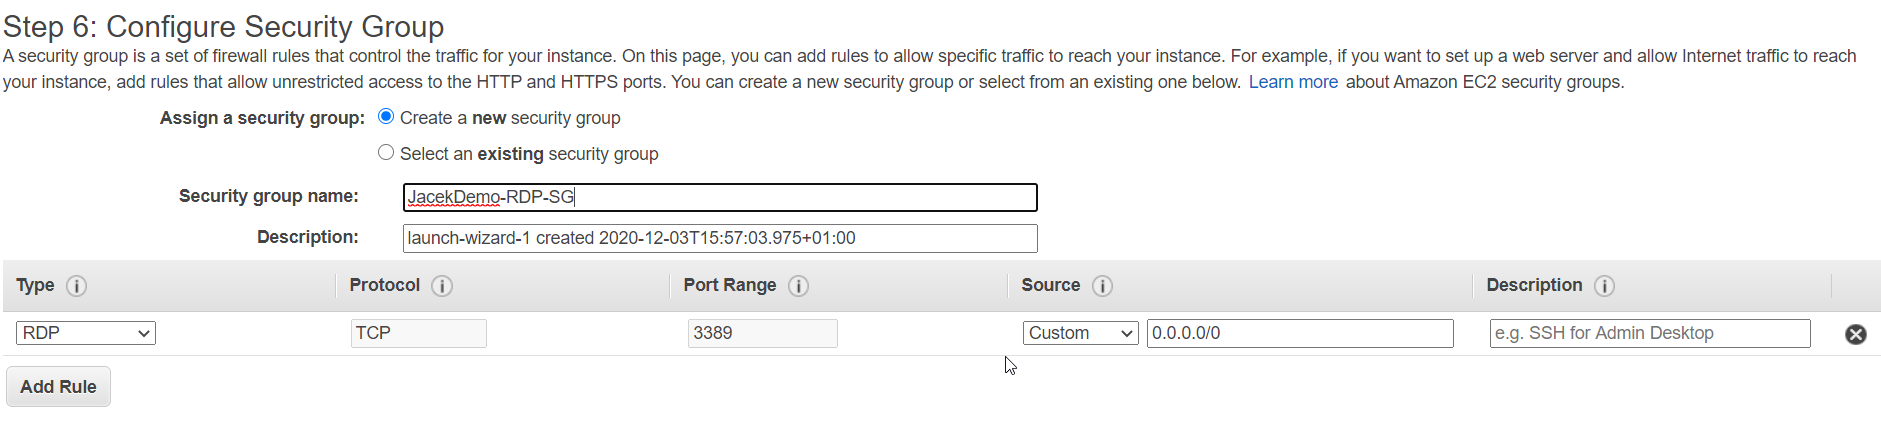 Step 6: Configure Security Group
A security group is a set of firewall rules that control the traffic for your instance. On this page, you can add rules to allow specific traffic to reach your instance. For example, if you want to set up a web server and allow Internet traffic to reach
your instance, add rules that allow unrestricted access to the HTTP and HTTPS ports. You can create a new security group or select from an existing one below. Learn more about Amazon EC2 security groups.
Assign a security group: Create a new security group
Select an existing security group
Security group name: JacekDemo-RDP-SG
Description: launch-wizard-1 created 2020-12-03T15:57:03.975+01:00
Type i Protocol i Port Range i Source i Description i
RDP TCP 3389 Custom 0.0.0.0/0 e.g. SSH for Admin Desktop
Add Rule